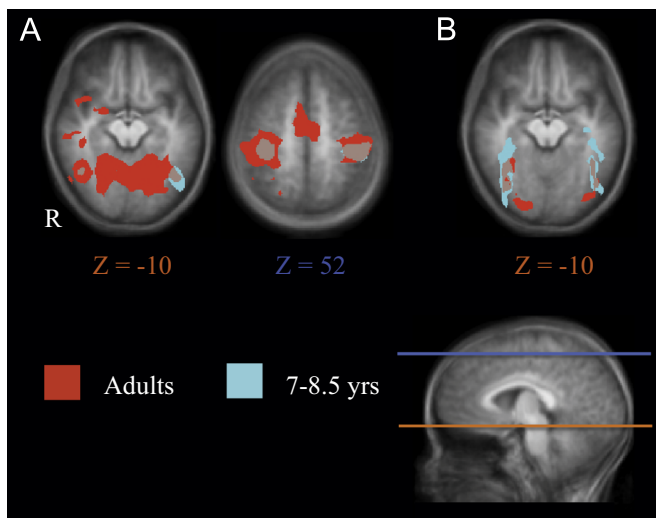 A
B
R
Z = -10
Z = 52
Z = -10
Adults
7-8.5 yrs